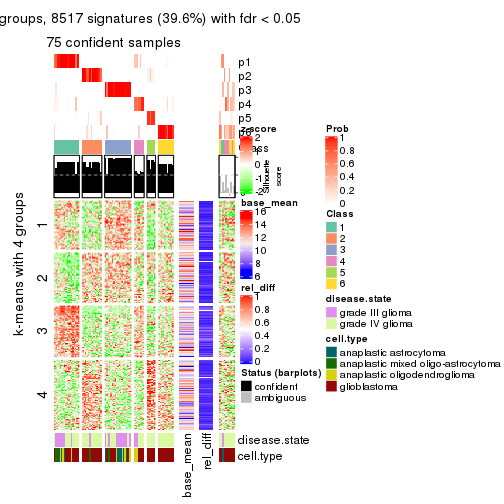 groups, 8517 signatures (39.6%) with fdr < 0.05
75 confident samples
p1
p2
p3
p4
p5
p6
Class
Silhouette
score
k-means with 4 groups
1
2
3
4
z-score
2
1
0
-1
-2
base_mean
16
14
12
10
8
6
rel_diff
1
0.8
0.6
0.4
0.2
0
Status (barplots)
confident
ambiguous
Prob
1
0.8
0.6
0.4
0.2
0
Class
1
2
3
4
5
6
disease.state
grade III glioma
grade IV glioma
cell.type
anaplastic astrocytoma
anaplastic mixed oligo-astrocytoma
anaplastic oligodendroglioma
glioblastoma
disease.state
cell.type
base_mean
rel_diff